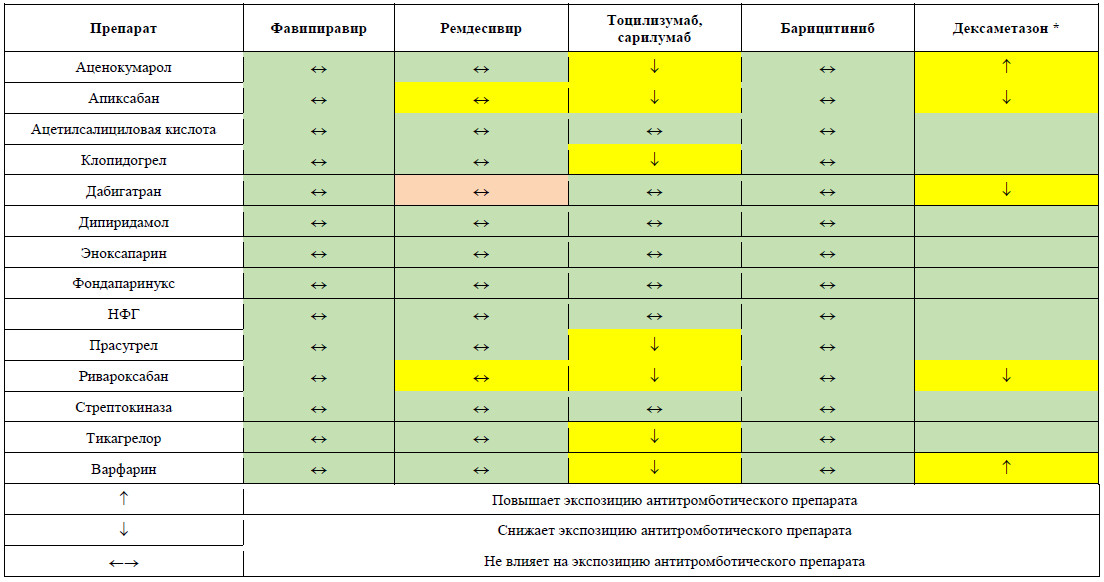 Препарат Фавипиравир Ремдесивир Тоцилизумаб, сарилумаб Барицитиниб Дексаметазон *
Аценокумарол ↔ ↔ ↓ ↔ ↑
Апиксабан ↔ ↔ ↓ ↔ ↓
Ацетилсалициловая кислота ↔ ↔ ↔ ↔
Клопидогрел ↔ ↔ ↓ ↔
Дабигатран ↔ ↔ ↔ ↔ ↓
Дипиридамол ↔ ↔ ↔ ↔
Эноксапарин ↔ ↔ ↔ ↔
Фондапаринукс ↔ ↔ ↔ ↔
НФГ ↔ ↔ ↔ ↔
Прасугрел ↔ ↔ ↓ ↔
Ривароксабан ↔ ↔ ↓ ↔ ↓
Стрептокиназа ↔ ↔ ↔ ↔
Тикагрелор ↔ ↔ ↓ ↔
Варфарин ↔ ↔ ↓ ↔ ↑
↑ Повышает экспозицию антитромботического препарата
↓ Снижает экспозицию антитромботического препарата
←→ Не влияет на экспозицию антитромботического препарата